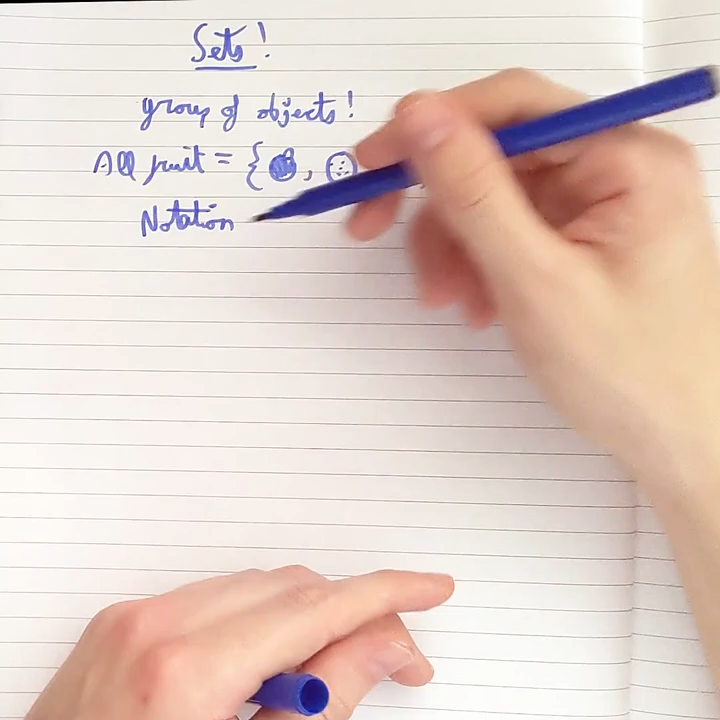 Sets!
group of objects!
All fruit = { ,
Notation